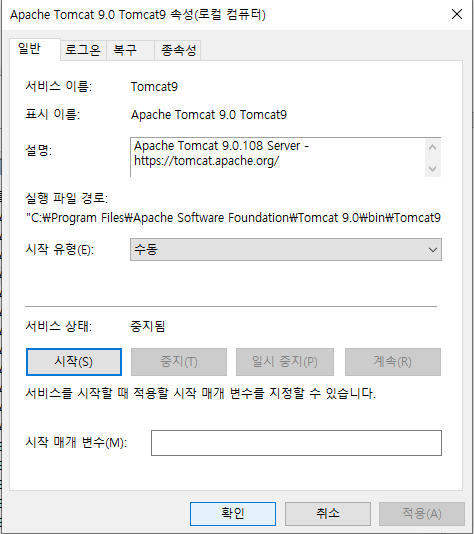 Apache Tomcat 9.0 Tomcat9 속성(로컬 컴퓨터)
일반 로그온 복구 종속성
서비스 이름: Tomcat9
표시 이름: Apache Tomcat 9.0 Tomcat9
설명: Apache Tomcat 9.0.108 Server -
https://tomcat.apache.org/
실행 파일 경로:
"C:₩Program Files₩Apache Software Foundation₩Tomcat 9.0₩bin₩Tomcat9
시작 유형(E): 수동
서비스 상태: 중지됨
시작(S) 중지(T) 일시 중지(P) 계속(R)
서비스를 시작할 때 적용할 시작 매개 변수를 지정할 수 있습니다.
시작 매개 변수(M):
확인 취소 적용(A)